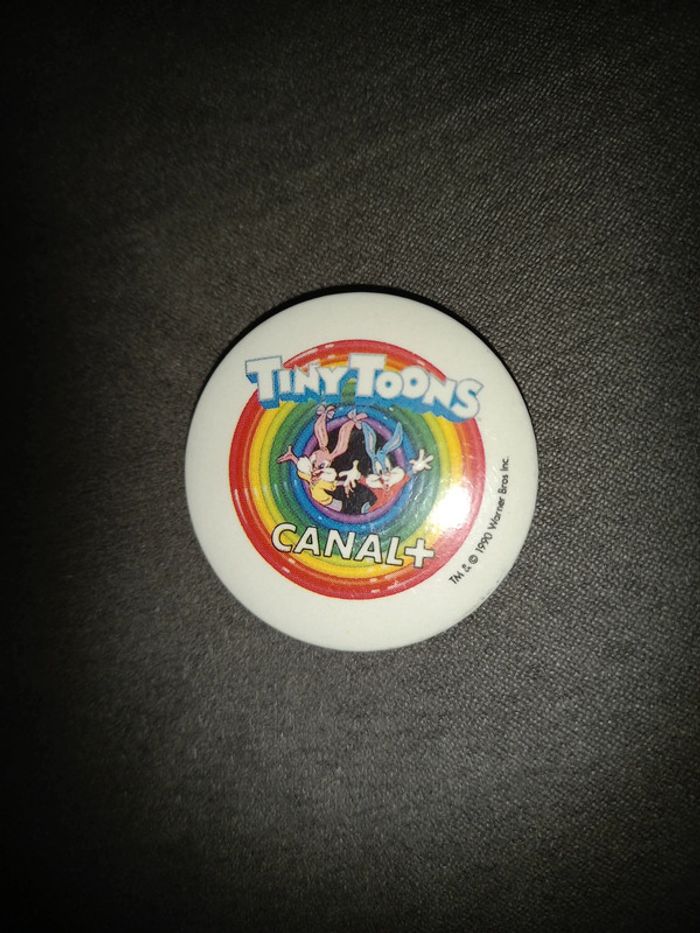 TINY TOONS
CANAL+
TM & © 1990 Warner Bros Inc.